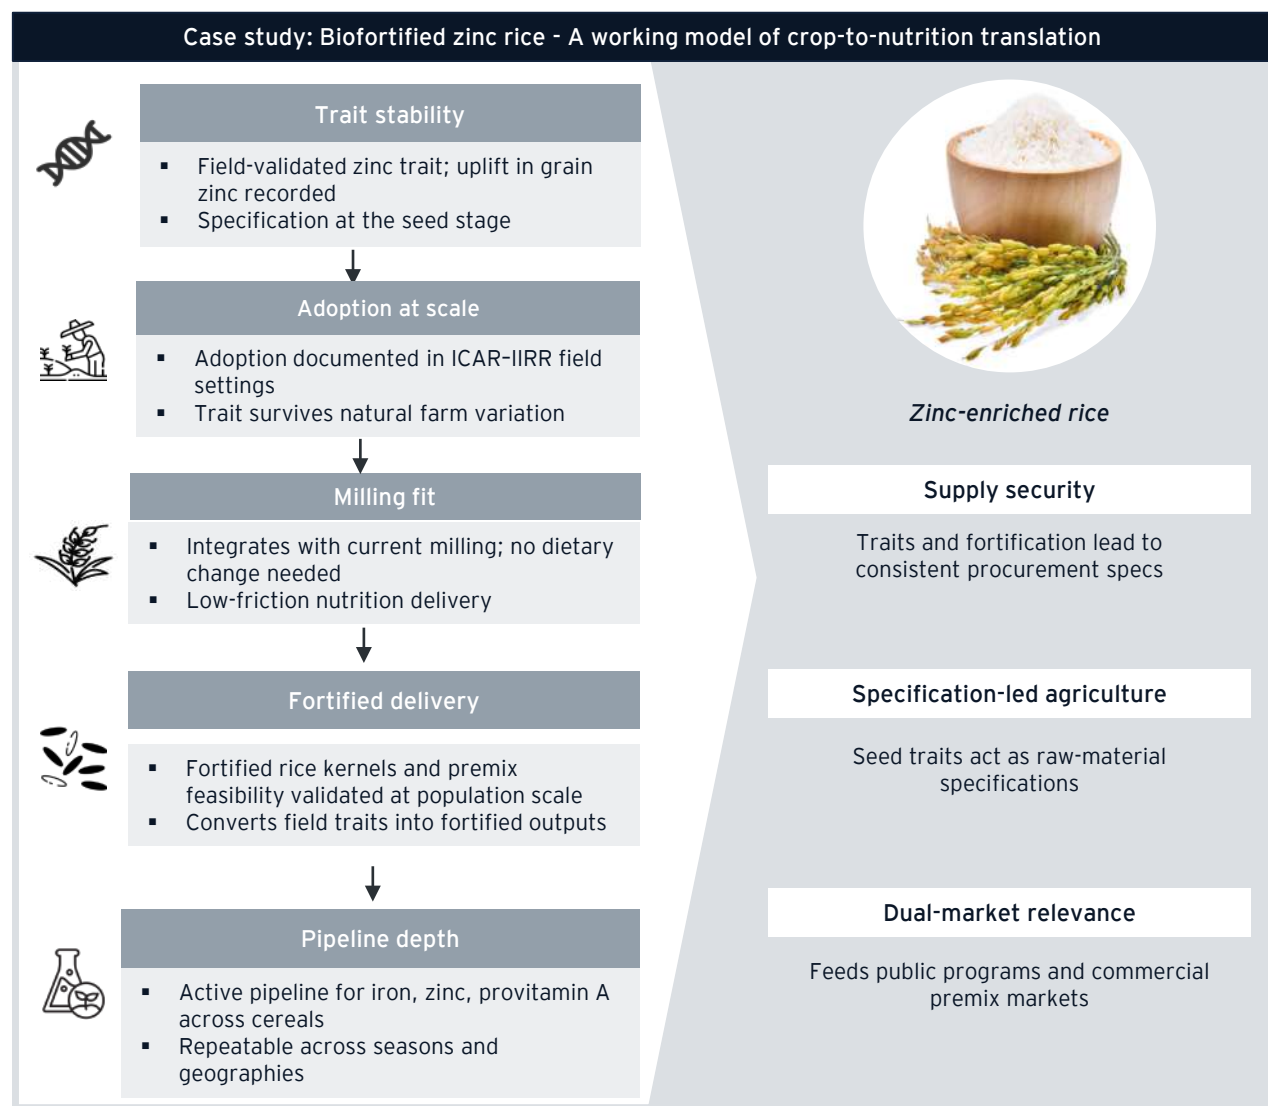 Case study: Biofortified zinc rice - A working model of crop-to-nutrition translation
Trait stability
▪ Field-validated zinc trait; uplift in grain
zinc recorded
▪ Specification at the seed stage
Adoption at scale
▪ Adoption documented in ICAR–IIRR field
settings
▪ Trait survives natural farm variation
Milling fit
▪ Integrates with current milling; no dietary
change needed
▪ Low-friction nutrition delivery
Fortified delivery
▪ Fortified rice kernels and premix
feasibility validated at population scale
▪ Converts field traits into fortified outputs
Pipeline depth
▪ Active pipeline for iron, zinc, provitamin A
across cereals
▪ Repeatable across seasons and
geographies
Zinc-enriched rice
Supply security
Traits and fortification lead to
consistent procurement specs
Specification-led agriculture
Seed traits act as raw-material
specifications
Dual-market relevance
Feeds public programs and commercial
premix markets